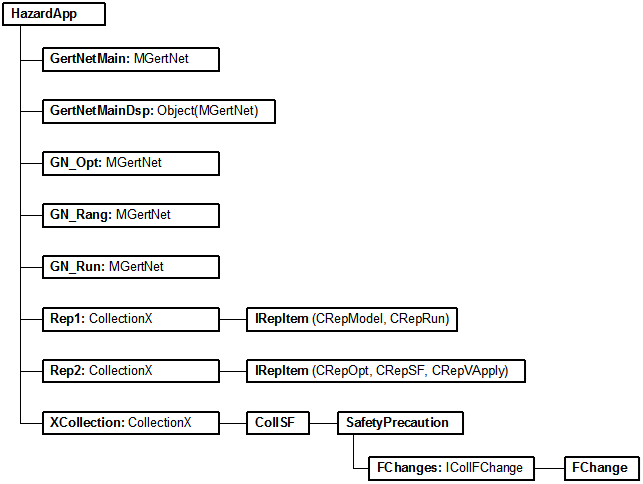 HazardApp
GertNetMain: MGertNet
GertNetMainDsp: Object(MGertNet)
GN_Opt: MGertNet
GN_Rang: MGertNet
GN_Run: MGertNet
Rep1: CollectionX IRepItem (CRepModel, CRepRun)
Rep2: CollectionX IRepItem (CRepOpt, CRepSF, CRepVApply)
XCollection: CollectionX CollSF SafetyPrecaution
FChanges: ICollFChange FChange